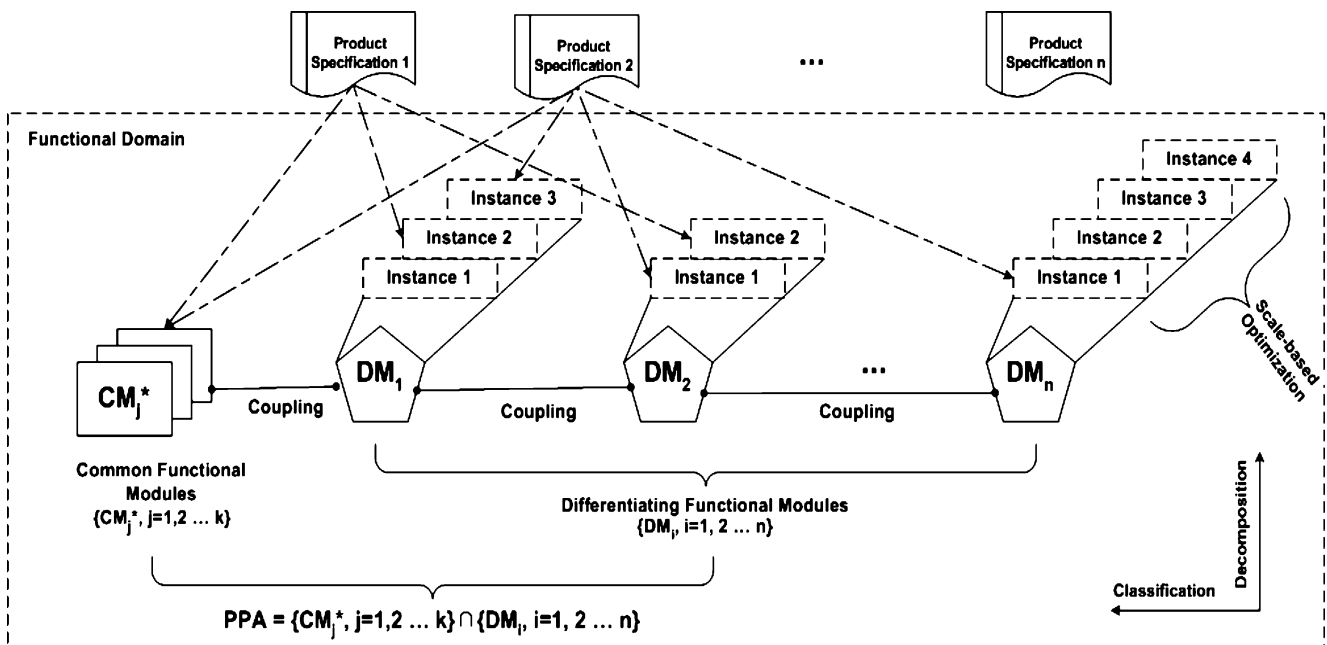 Product
Specification 1
Product
Specification 2
...
Product
Specification n
Functional Domain
Instance 4
Instance 3
Instance 3
Instance 2
Instance 2
Instance 2
Instance 1
Instance 1
Instance 1
Scale-based
Optimization
CMj*
DM1
DM2
...
DMn
Coupling
Coupling
Coupling
Common Functional
Modules
{CMj*, j=1,2 ... k}
Differentiating Functional Modules
{DMi, i=1, 2 ... n}
Decomposition
Classification
PPA = {CMj*, j=1,2 ... k}∩{DMi, i=1, 2 ... n}